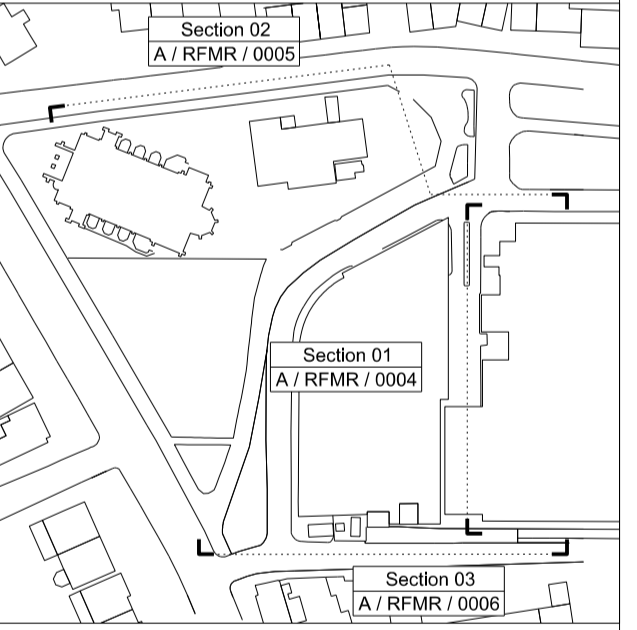 Section 02
A / RFMR / 0005
Section 01
A / RFMR / 0004
Section 03
A / RFMR / 0006